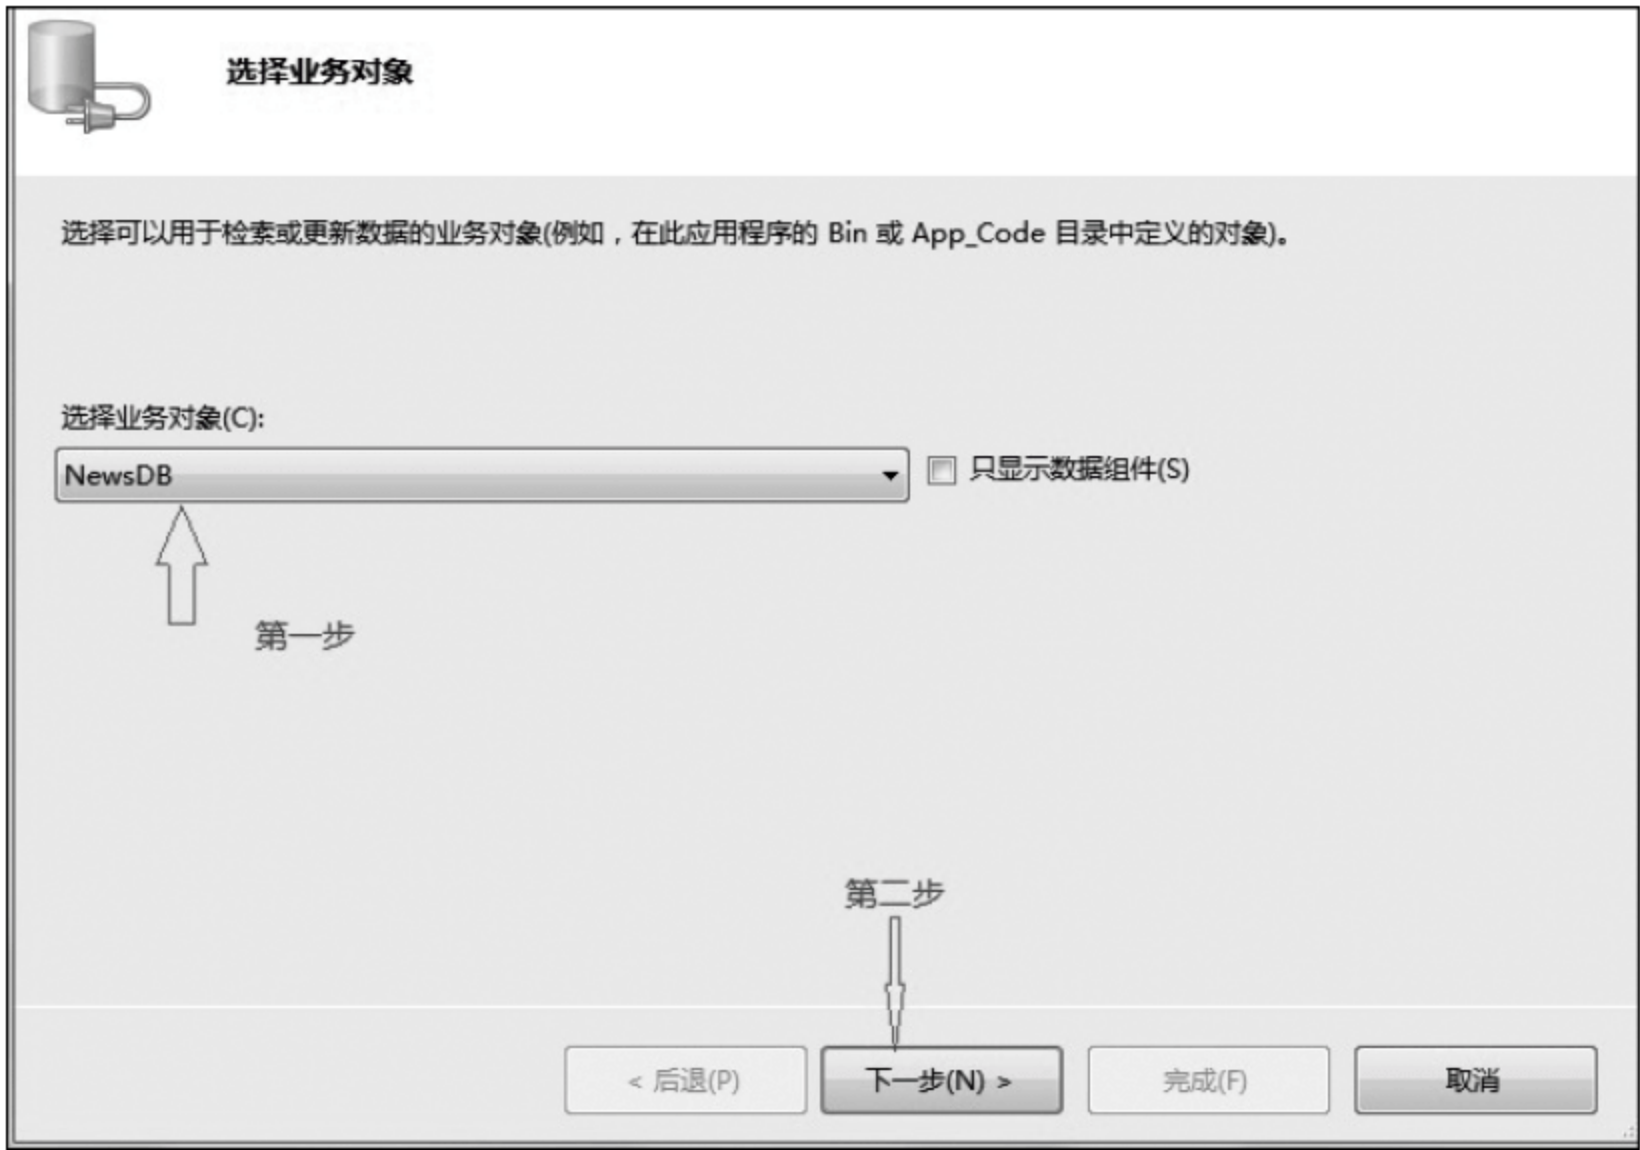 选择业务对象
选择可以用于检索或更新数据的业务对象(例如，在此应用程序的 Bin 或 App_Code 目录中定义的对象)。
选择业务对象(C):
NewsDB
只显示数据组件(S)
第一步
第二步
< 后退(P)
下一步(N) >
完成(F)
取消